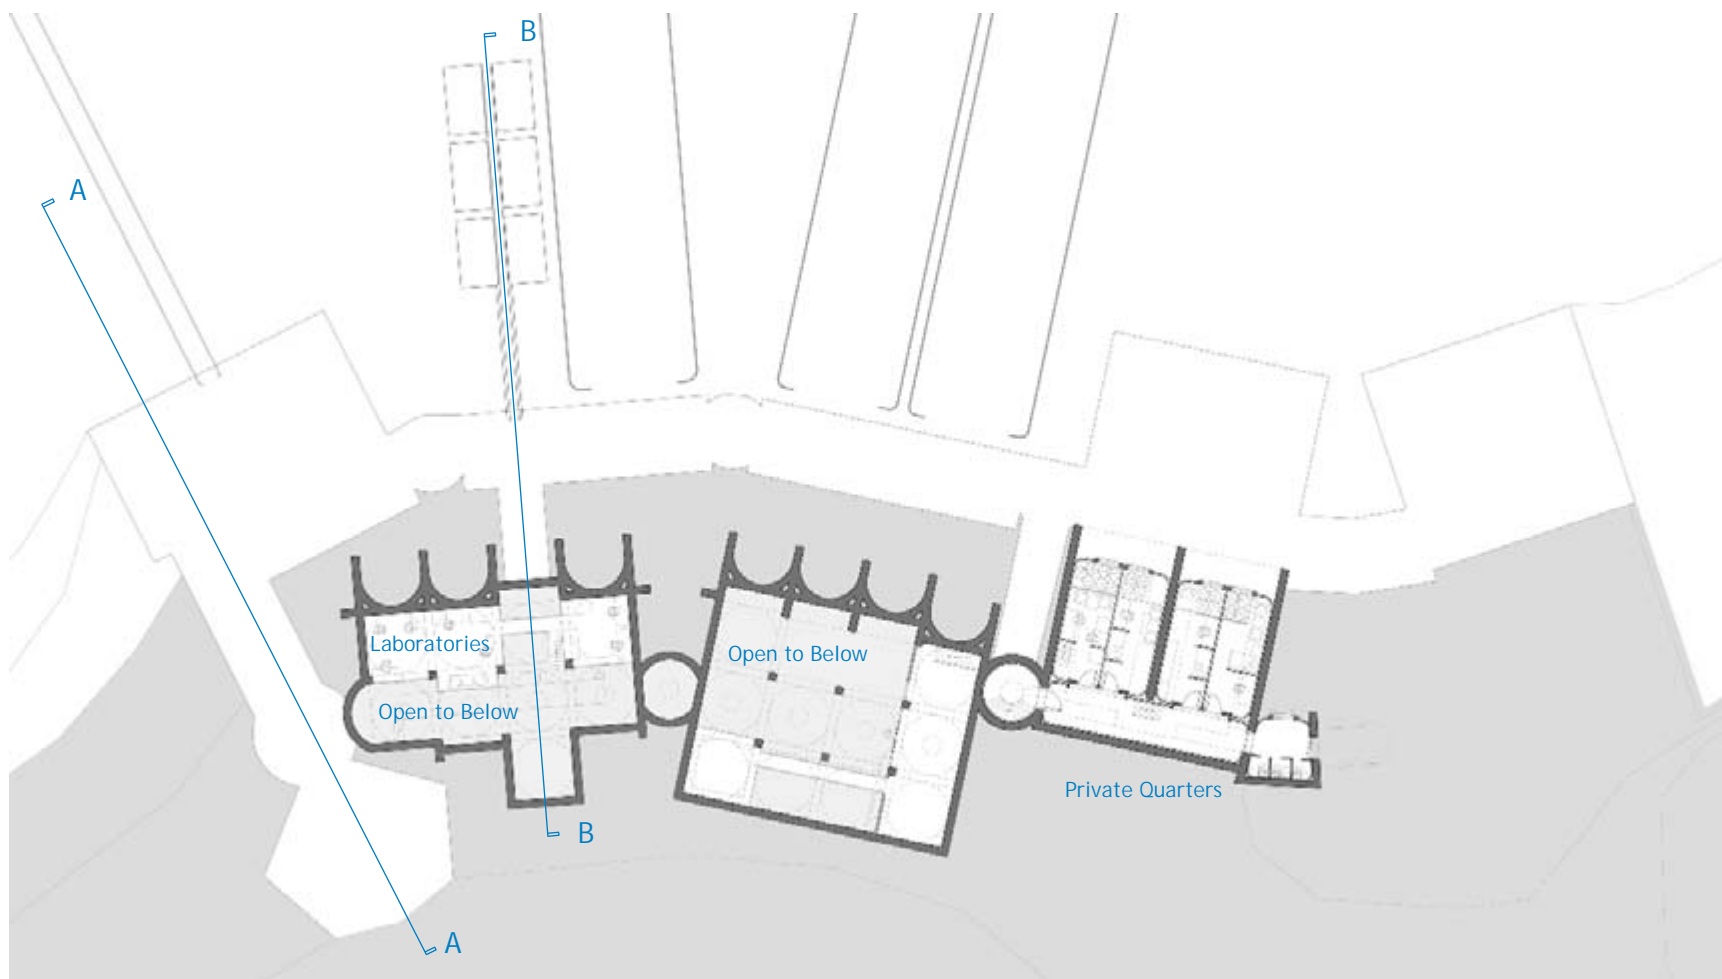 B
A
Laboratories
Open to Below
Open to Below
Private Quarters
B
A